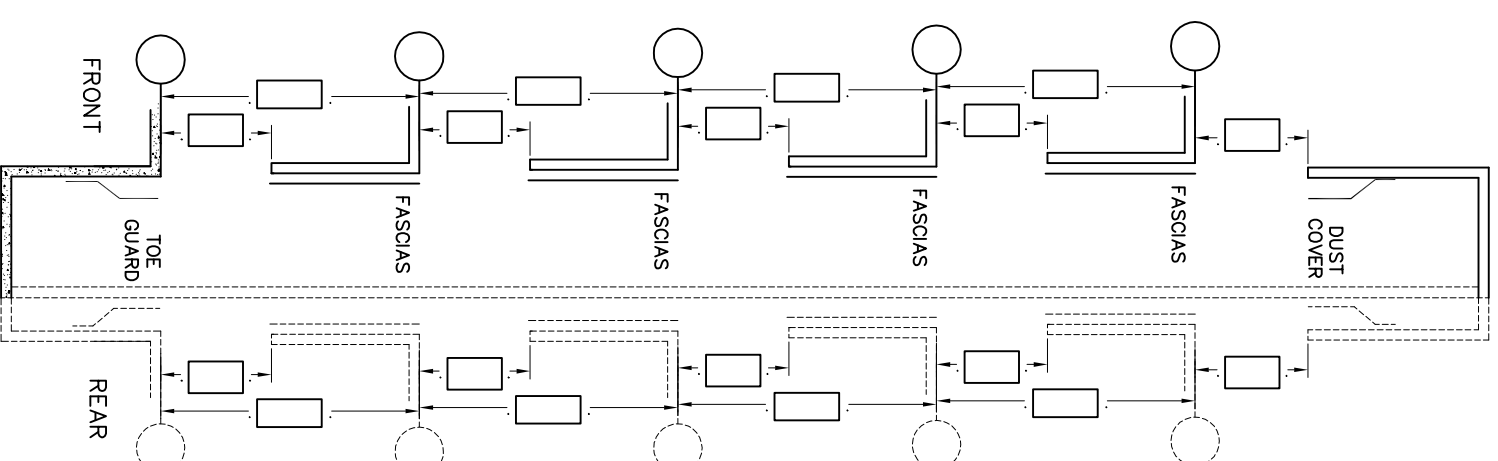 FRONT
TOE
GUARD
FASCIAS
FASCIAS
FASCIAS
FASCIAS
DUST
COVER
REAR